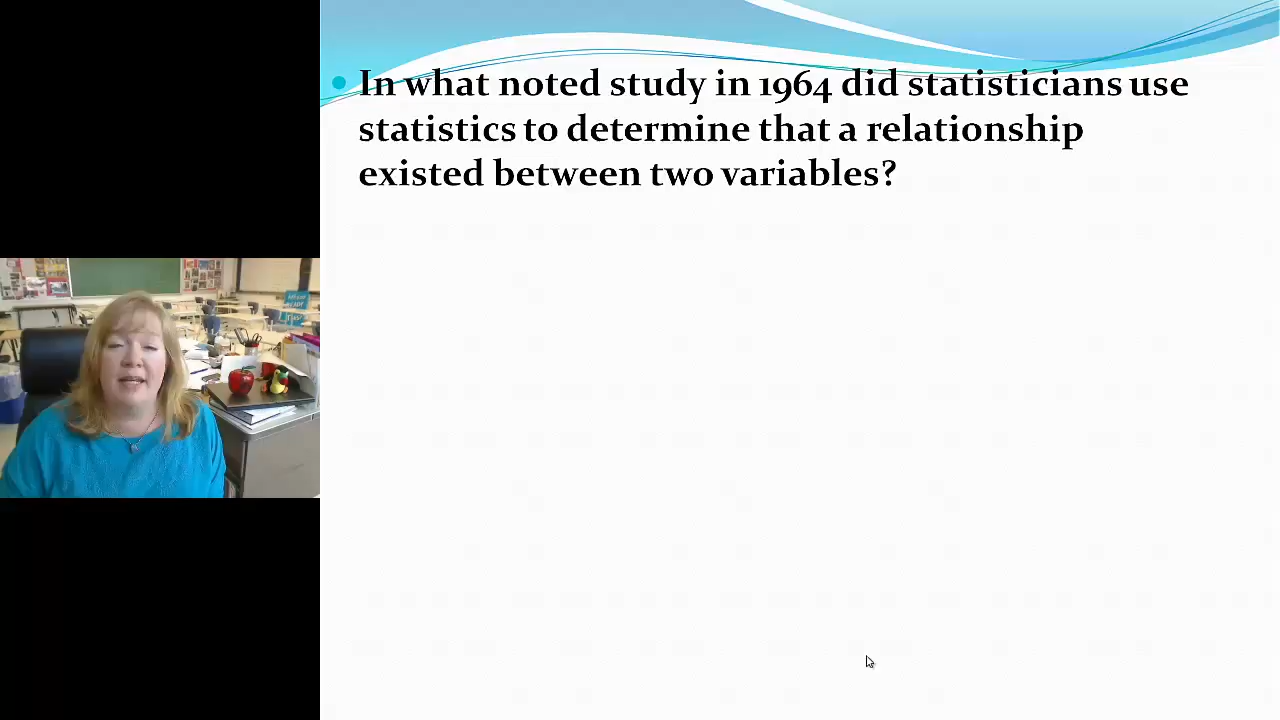 In what noted study in 1964 did statisticians use
statistics to determine that a relationship
existed between two variables?